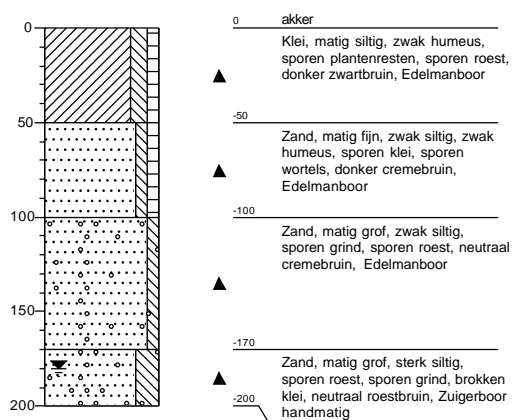 0
50
100
150
200
0 akker
Klei, matig siltig, zwak humeus,
sporen plantenresten, sporen roest,
donker zwartbruin, Edelmanboor
-50
Zand, matig fijn, zwak siltig, zwak
humeus, sporen klei, sporen
wortels, donker cremebruin,
Edelmanboor
-100
Zand, matig grof, zwak siltig,
sporen grind, sporen roest, neutraal
cremebruin, Edelmanboor
-170
Zand, matig grof, sterk siltig,
sporen roest, sporen grind, brokken
klei, neutraal roestbruin, Zuigerboor
handmatig
-200